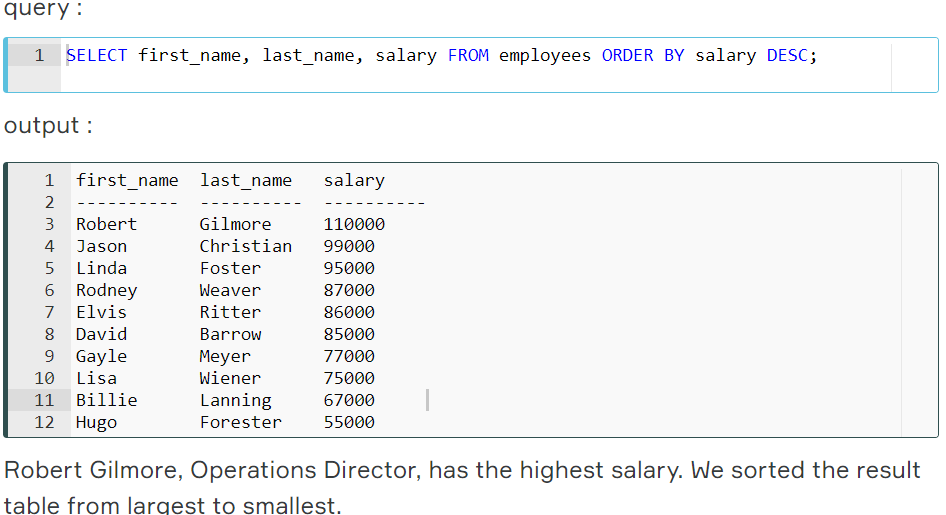 query :
1 SELECT first_name, last_name, salary FROM employees ORDER BY salary DESC;
output :
1 first_name last_name salary
2 ---------- ---------- ----------
3 Robert Gilmore 110000
4 Jason Christian 99000
5 Linda Foster 95000
6 Rodney Weaver 87000
7 Elvis Ritter 86000
8 David Barrow 85000
9 Gayle Meyer 77000
10 Lisa Wiener 75000
11 Billie Lanning 67000
12 Hugo Forester 55000
Robert Gilmore, Operations Director, has the highest salary. We sorted the result
table from largest to smallest.